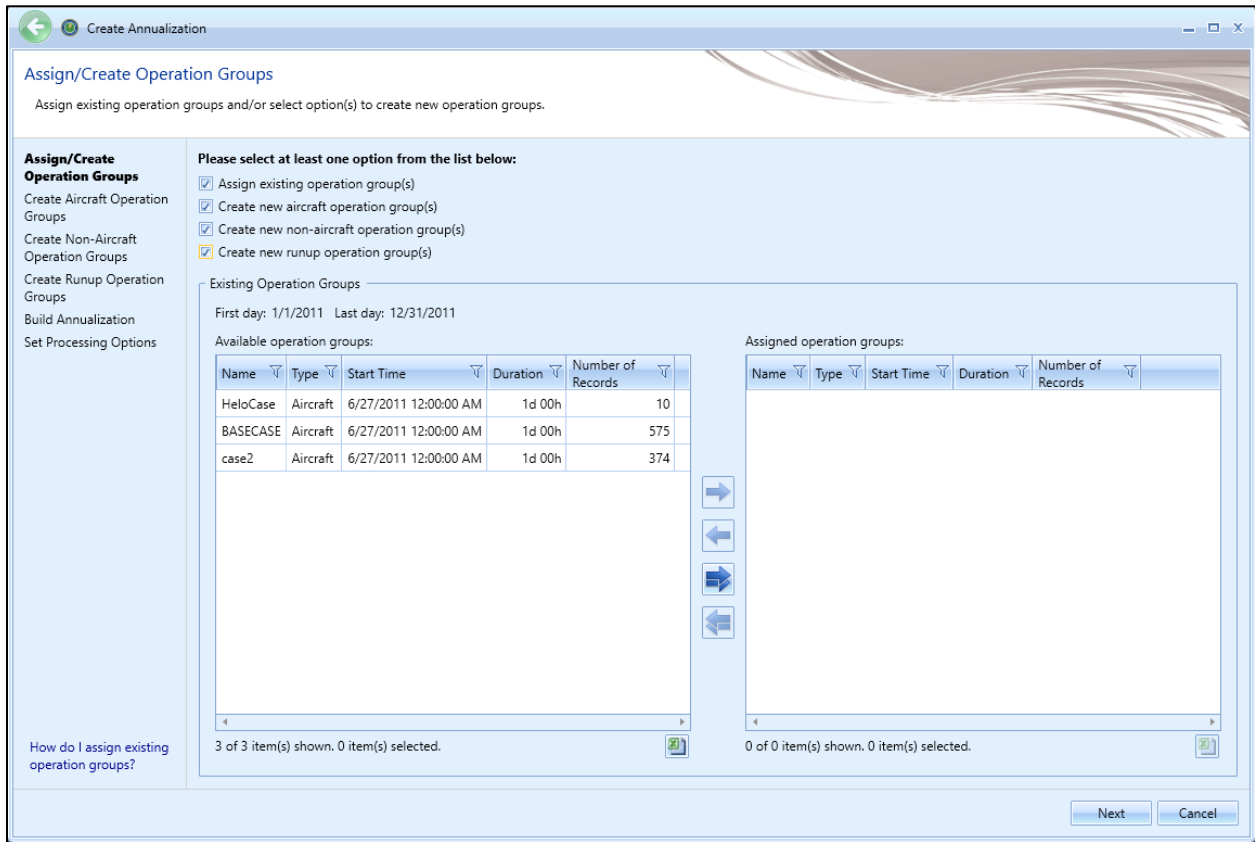 Create Annualization
Assign/Create Operation Groups
Assign existing operation groups and/or select option(s) to create new operation groups.
Assign/Create
Operation Groups
Create Aircraft Operation
Groups
Create Non-Aircraft
Operation Groups
Create Runup Operation
Groups
Build Annualization
Set Processing Options
How do I assign existing
operation groups?
Please select at least one option from the list below:
Assign existing operation group(s)
Create new aircraft operation group(s)
Create new non-aircraft operation group(s)
Create new runup operation group(s)
Existing Operation Groups
First day: 1/1/2011 Last day: 12/31/2011
Available operation groups:
Name Type Start Time Duration Number of
Records
HeloCase Aircraft 6/27/2011 12:00:00 AM 1d 00h 10
BASECASE Aircraft 6/27/2011 12:00:00 AM 1d 00h 575
case2 Aircraft 6/27/2011 12:00:00 AM 1d 00h 374
3 of 3 item(s) shown. 0 item(s) selected.
Assigned operation groups:
Name Type Start Time Duration Number of
Records
0 of 0 item(s) shown. 0 item(s) selected.
Next Cancel